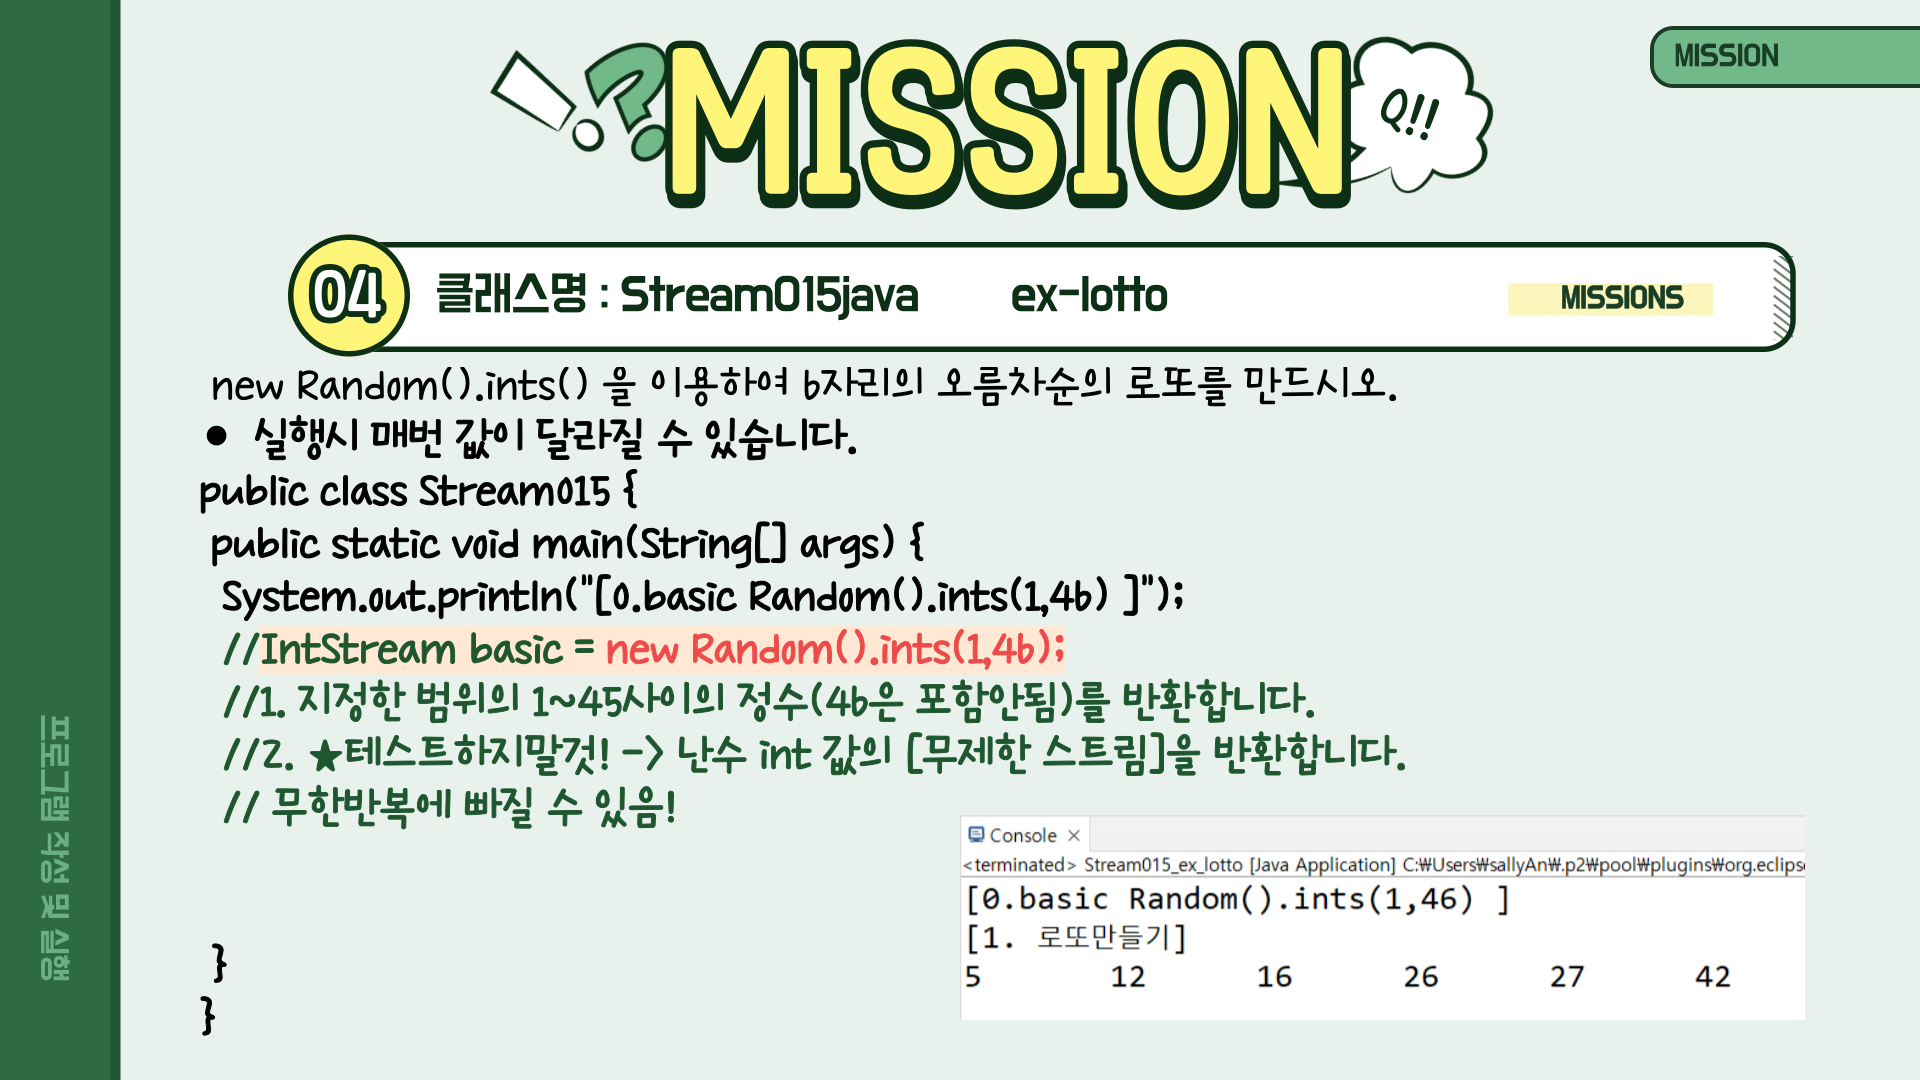 MISSION
MISSION
Q!!
04
클래스명 : Stream015java ex-lotto
MISSIONS
new Random().ints() 을 이용하여 6자리의 오름차순의 로또를 만드시오.
● 실행시 매번 값이 달라질 수 있습니다.
public class Stream015 {
public static void main(String[] args) {
System.out.println("[0.basic Random().ints(1,46) ]");
//IntStream basic = new Random().ints(1,46);
//1. 지정한 범위의 1~45사이의 정수(46은 포함안됨)를 반환합니다.
//2. ★테스트하지말것! -> 난수 int 값의 [무제한 스트림]을 반환합니다.
// 무한반복에 빠질 수 있음!
}
}
Console
<terminated> Stream015_ex_lotto [Java Application] C:₩Users₩sallyAn₩.p2₩pool₩plugins₩org.eclips
[0.basic Random().ints(1,46) ]
[1. 로또만들기]
5 12 16 26 27 42
프로그램 작성 및 실행